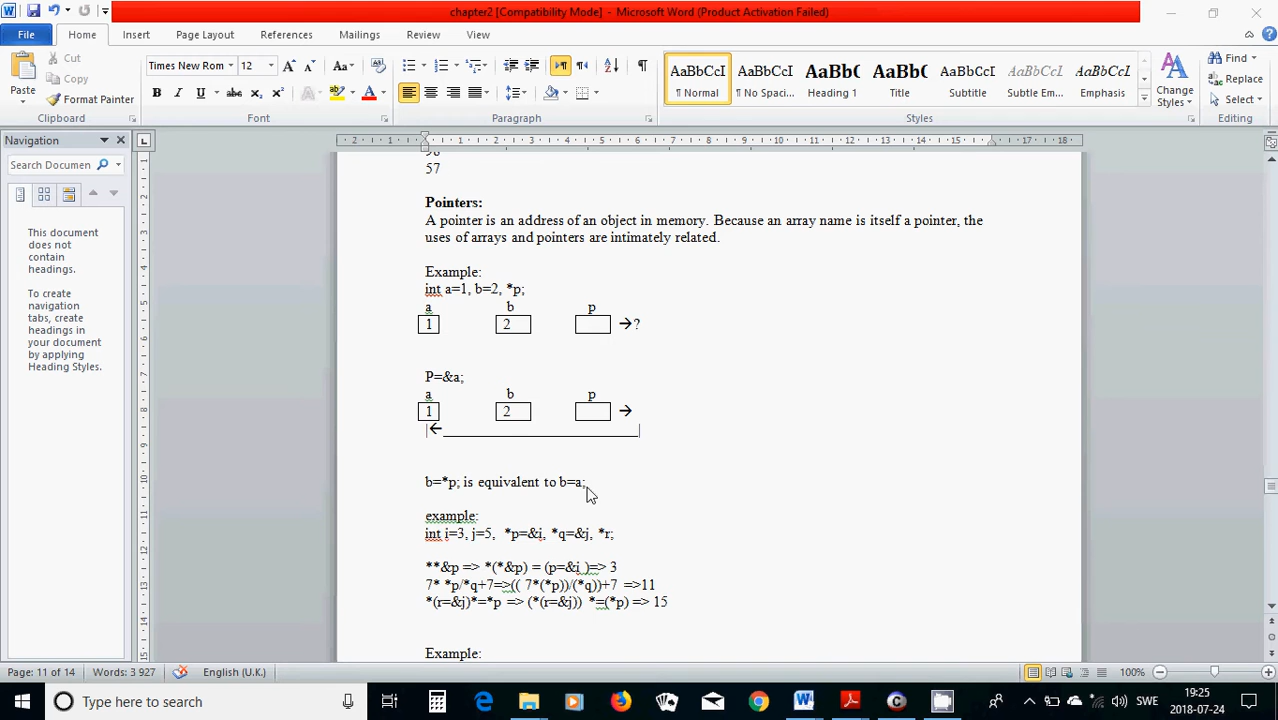 chapter2 [Compatibility Mode] - Microsoft Word (Product Activation Failed)
File Home Insert Page Layout References Mailings Review View
Cut
Copy
Format Painter
Paste
Clipboard
Times New Rom 12
Font
Paragraph
AaBbCcI AaBbCcI AaBb(C AaBb(C AaBbCcI AaBbCcI AaBbCcI
¶ Normal ¶ No Spaci... Heading 1 Title Subtitle Subtle Em... Emphasis
Change Styles
Styles
Find
Replace
Select
Editing
Navigation
Search Documen
This document does not contain headings.
To create navigation tabs, create headings in your document by applying Heading Styles.
57
Pointers:
A pointer is an address of an object in memory. Because an array name is itself a pointer, the
uses of arrays and pointers are intimately related.
Example:
int a=1, b=2, *p;
a b p
1 2 →?
P=&a;
a b p
1 2 →
|←
b=*p; is equivalent to b=a;
example:
int i=3, j=5, *p=&i, *q=&j, *r;
**&p => *(*&p) = (p=&i )=> 3
7* *p/*q+7=>(( 7*(*p))/(*q))+7 =>11
*(r=&j)*=*p => (*(r=&j)) *=(*p) => 15
Example:
Page: 11 of 14 Words: 3 927 English (U.K.) 100%
Type here to search
SWE
19:25
2018-07-24